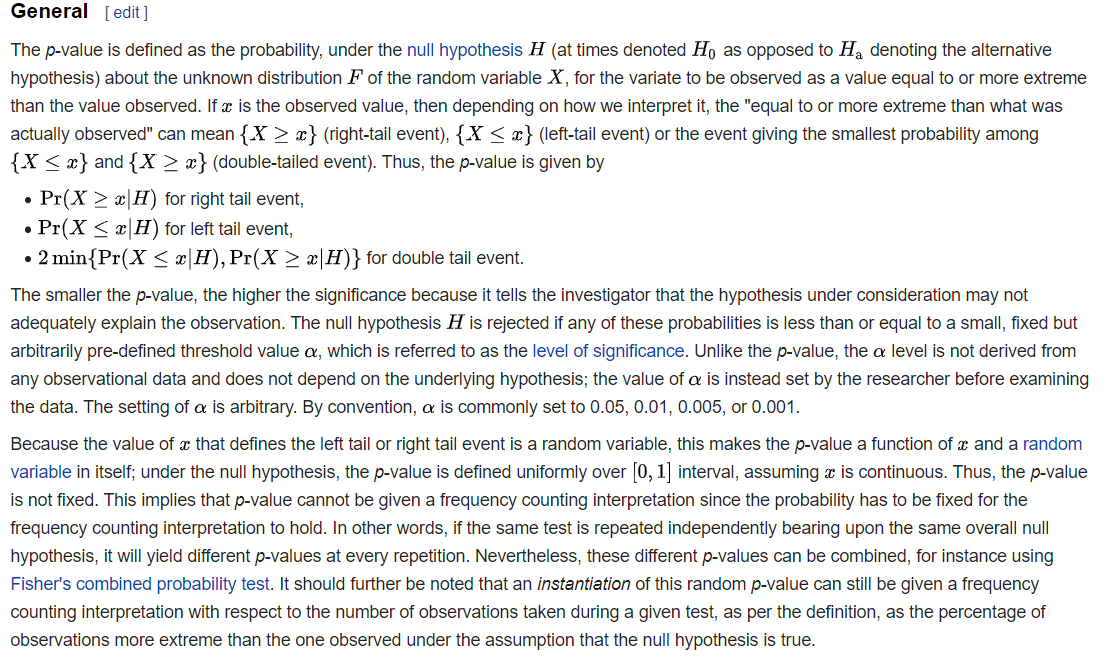 General [ edit ]
The p-value is defined as the probability, under the null hypothesis H (at times denoted H₀ as opposed to Hₐ denoting the alternative
hypothesis) about the unknown distribution F of the random variable X, for the variate to be observed as a value equal to or more extreme
than the value observed. If x is the observed value, then depending on how we interpret it, the "equal to or more extreme than what was
actually observed" can mean {X ≥ x} (right-tail event), {X ≤ x} (left-tail event) or the event giving the smallest probability among
{X ≤ x} and {X ≥ x} (double-tailed event). Thus, the p-value is given by
• Pr(X ≥ x|H) for right tail event,
• Pr(X ≤ x|H) for left tail event,
• 2 min{Pr(X ≤ x|H), Pr(X ≥ x|H)} for double tail event.
The smaller the p-value, the higher the significance because it tells the investigator that the hypothesis under consideration may not
adequately explain the observation. The null hypothesis H is rejected if any of these probabilities is less than or equal to a small, fixed but
arbitrarily pre-defined threshold value α, which is referred to as the level of significance. Unlike the p-value, the α level is not derived from
any observational data and does not depend on the underlying hypothesis; the value of α is instead set by the researcher before examining
the data. The setting of α is arbitrary. By convention, α is commonly set to 0.05, 0.01, 0.005, or 0.001.
Because the value of x that defines the left tail or right tail event is a random variable, this makes the p-value a function of x and a random
variable in itself; under the null hypothesis, the p-value is defined uniformly over [0, 1] interval, assuming x is continuous. Thus, the p-value
is not fixed. This implies that p-value cannot be given a frequency counting interpretation since the probability has to be fixed for the
frequency counting interpretation to hold. In other words, if the same test is repeated independently bearing upon the same overall null
hypothesis, it will yield different p-values at every repetition. Nevertheless, these different p-values can be combined, for instance using
Fisher's combined probability test. It should further be noted that an instantiation of this random p-value can still be given a frequency
counting interpretation with respect to the number of observations taken during a given test, as per the definition, as the percentage of
observations more extreme than the one observed under the assumption that the null hypothesis is true.